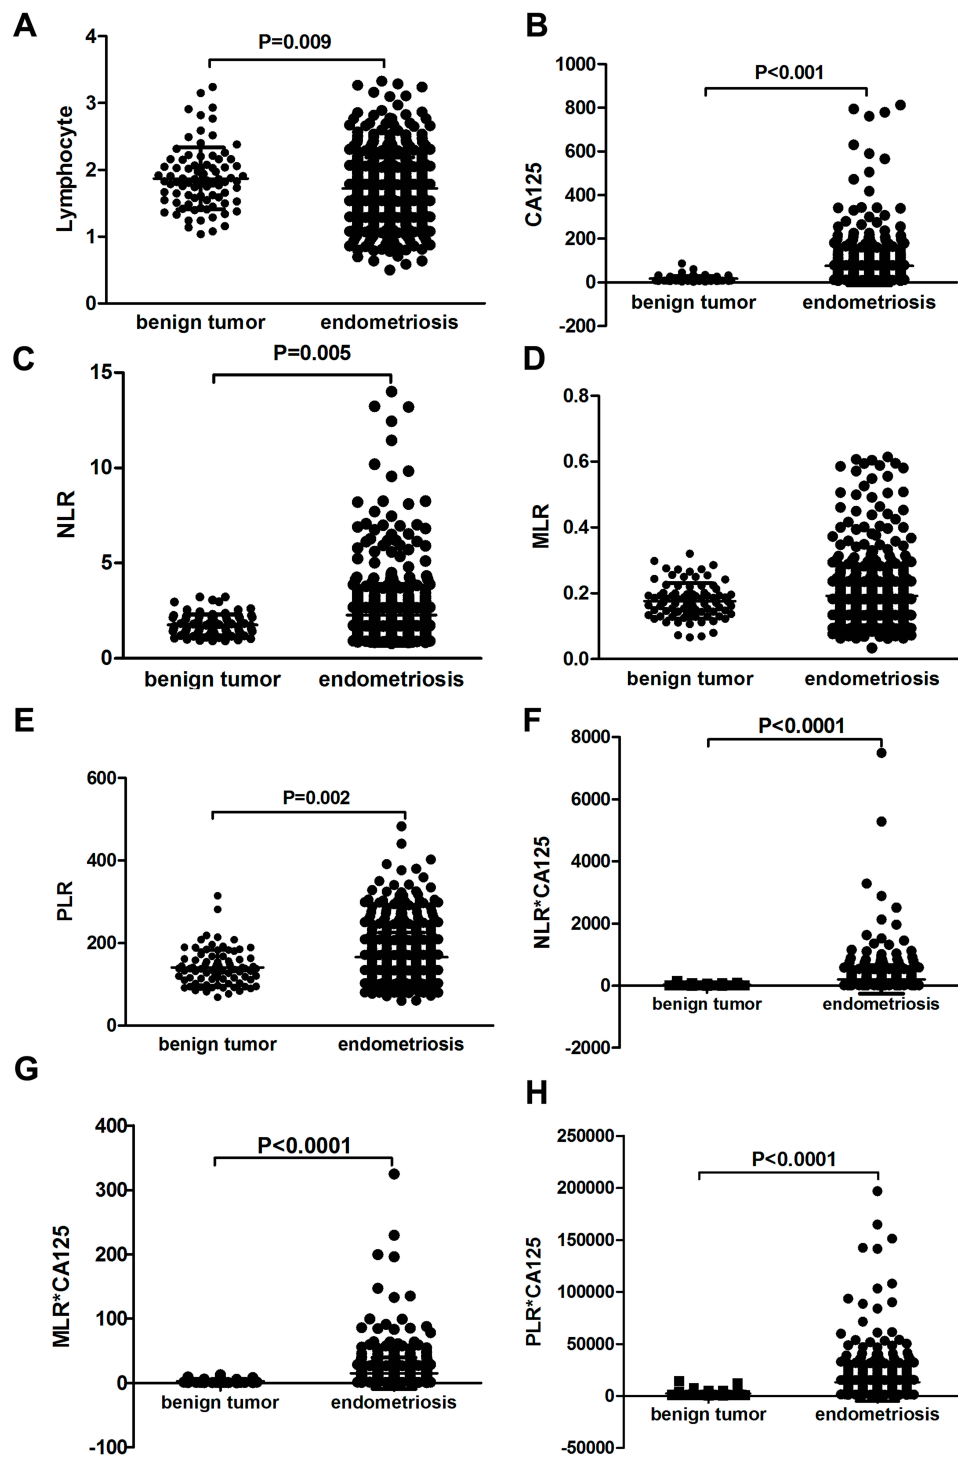 A
P=0.009
Lymphocyte
4
3
2
1
0
benign tumor endometriosis
B
P<0.001
CA125
1000
800
600
400
200
0
-200
benign tumor endometriosis
C
P=0.005
NLR
15
10
5
0
benign tumor endometriosis
D
MLR
0.8
0.6
0.4
0.2
0.0
benign tumor endometriosis
E
P=0.002
PLR
600
400
200
0
benign tumor endometriosis
F
P<0.0001
NLR*CA125
8000
6000
4000
2000
0
-2000
benign tumor endometriosis
G
P<0.0001
MLR*CA125
400
300
200
100
0
-100
benign tumor endometriosis
H
P<0.0001
PLR*CA125
250000
200000
150000
100000
50000
0
-50000
benign tumor endometriosis